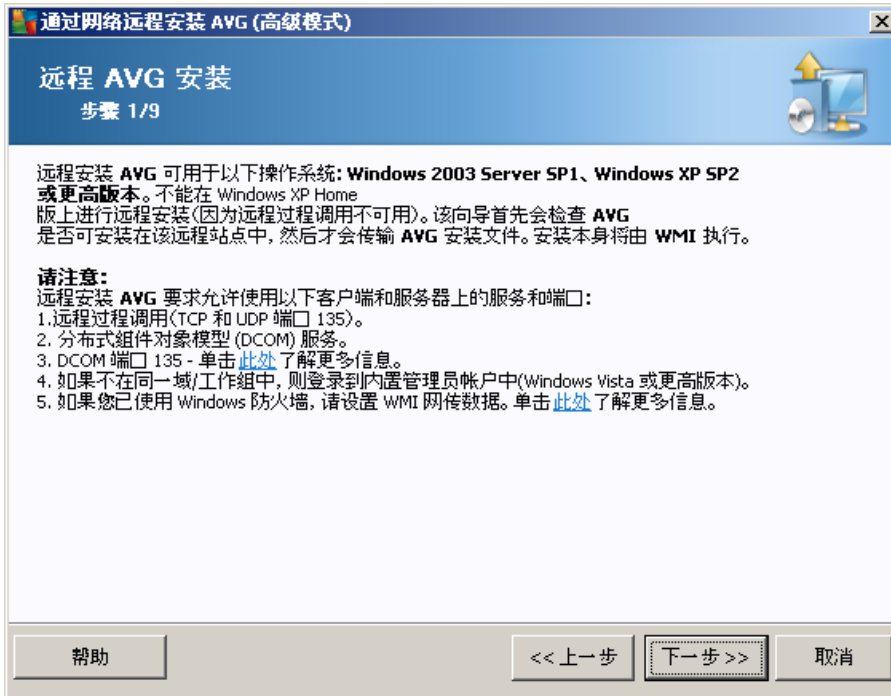 通过网络远程安装 AVG (高级模式)
远程 AVG 安装
步骤 1/9
远程安装 AVG 可用于以下操作系统: Windows 2003 Server SP1、Windows XP SP2
或更高版本。不能在 Windows XP Home
版上进行远程安装(因为远程过程调用不可用)。该向导首先会检查 AVG
是否可安装在该远程站点中, 然后才会传输 AVG 安装文件。安装本身将由 WMI 执行。
请注意:
远程安装 AVG 要求允许使用以下客户端和服务器上的服务和端口:
1.远程过程调用(TCP 和 UDP 端口 135)。
2. 分布式组件对象模型 (DCOM) 服务。
3. DCOM 端口 135 - 单击此处了解更多信息。
4. 如果不在同一域/工作组中, 则登录到内置管理员帐户中(Windows Vista 或更高版本)。
5. 如果您已使用 Windows 防火墙, 请设置 WMI 网传数据。单击此处了解更多信息。
帮助
<< 上一步
下一步 >>
取消